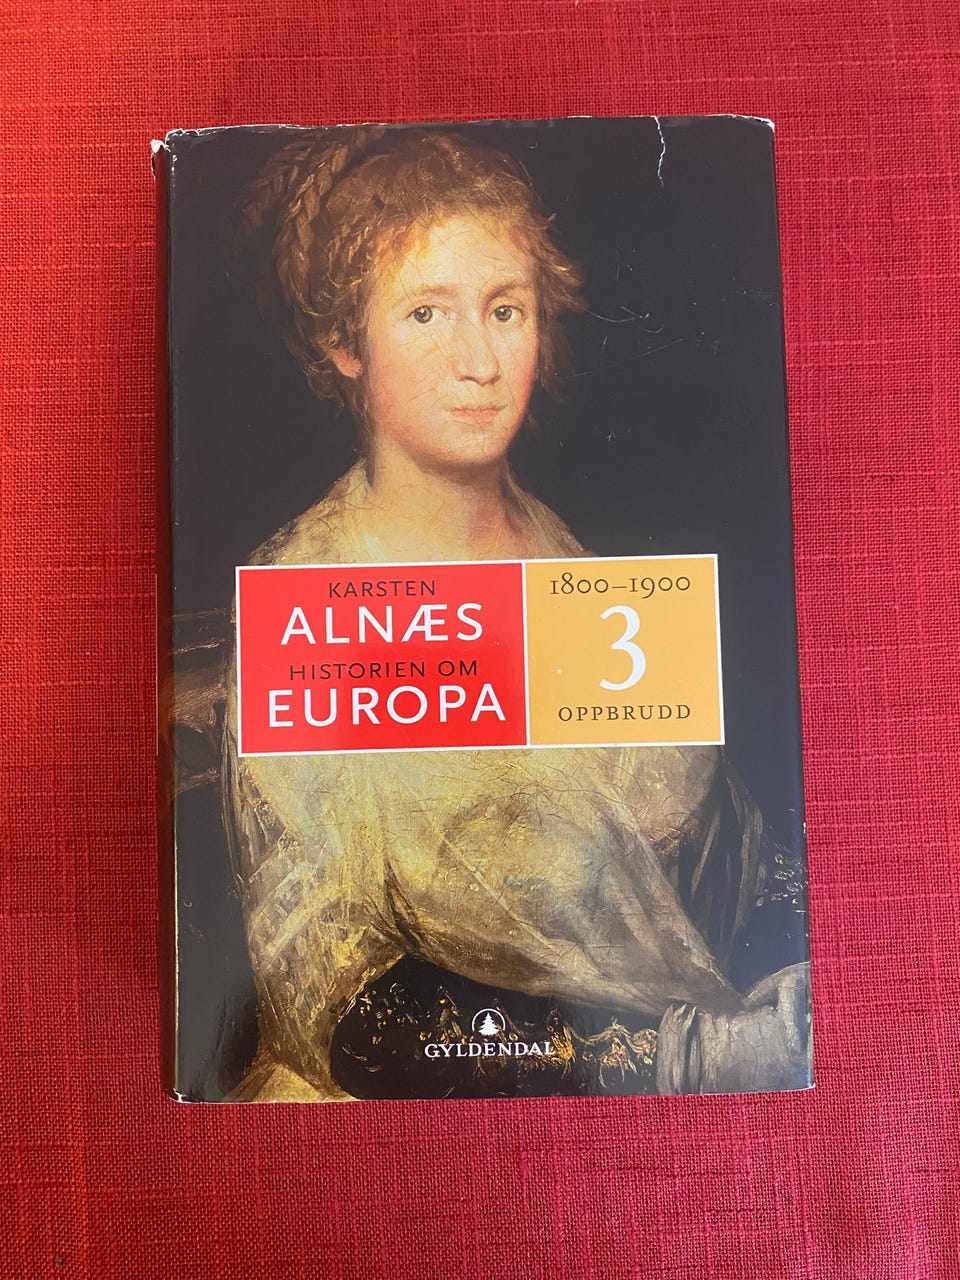 KARSTEN
ALNÆS
HISTORIEN OM
EUROPA
1800–1900
3
OPPBRUDD
GYLDENDAL